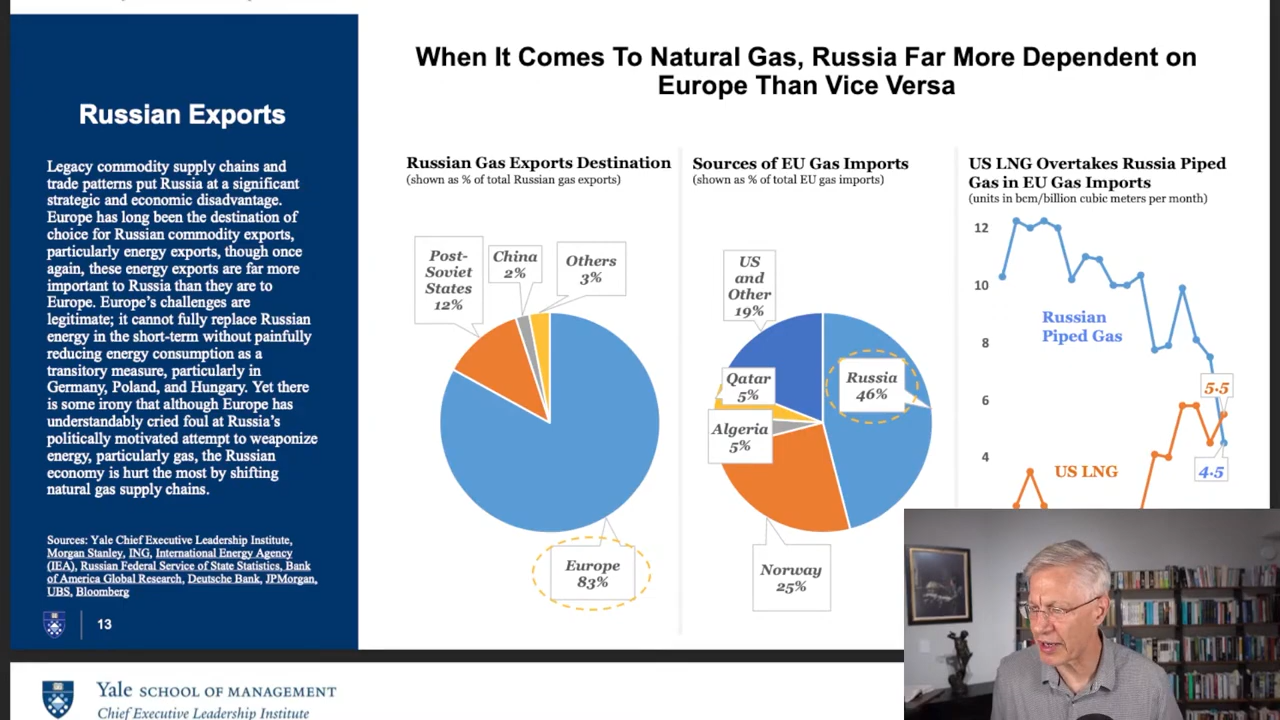 Russian Exports
Legacy commodity supply chains and
trade patterns put Russia at a significant
strategic and economic disadvantage.
Europe has long been the destination of
choice for Russian commodity exports,
particularly energy exports, though once
again, these energy exports are far more
important to Russia than they are to
Europe. Europe's challenges are
legitimate; it cannot fully replace Russian
energy in the short-term without painfully
reducing energy consumption as a
transitory measure, particularly in
Germany, Poland, and Hungary. Yet there
is some irony that although Europe has
understandably cried foul at Russia's
politically motivated attempt to weaponize
energy, particularly gas, the Russian
economy is hurt the most by shifting
natural gas supply chains.
Sources: Yale Chief Executive Leadership Institute,
Morgan Stanley, ING, International Energy Agency
(IEA), Russian Federal Service of State Statistics, Bank
of America Global Research, Deutsche Bank, JPMorgan,
UBS, Bloomberg
13
When It Comes To Natural Gas, Russia Far More Dependent on
Europe Than Vice Versa
Russian Gas Exports Destination
(shown as % of total Russian gas exports)
Post-
Soviet
States
12%
China
2%
Others
3%
Europe
83%
Sources of EU Gas Imports
(shown as % of total EU gas imports)
US
and
Other
19%
Qatar
5%
Algeria
5%
Russia
46%
Norway
25%
US LNG Overtakes Russia Piped
Gas in EU Gas Imports
(units in bcm/billion cubic meters per month)
12
10
8
6
4
Russian
Piped Gas
5.5
US LNG
4.5
Yale SCHOOL OF MANAGEMENT
Chief Executive Leadership Institute